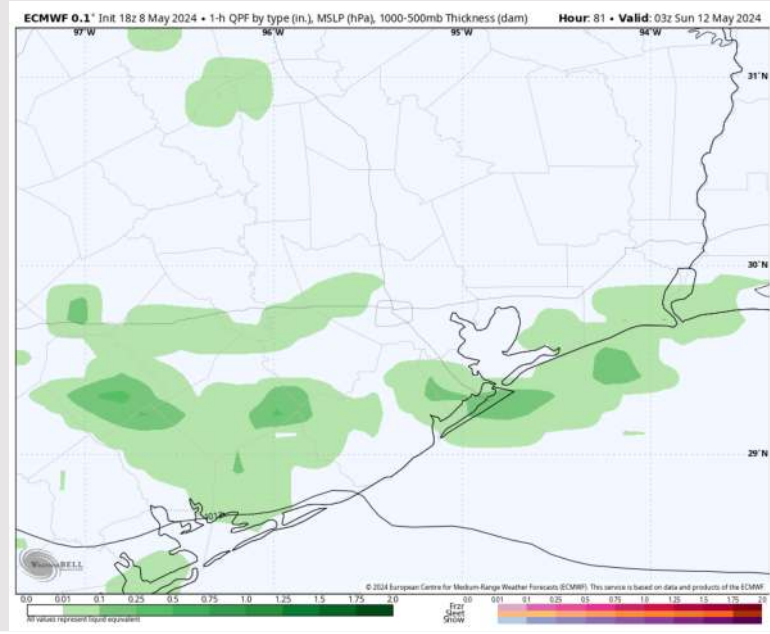 ECMWF 0.1° Init 18z 8 May 2024 • 1-h QPF by type (in.), MSLP (hPa), 1000-500mb Thickness (dam) Hour: 81 • Valid: 03z Sun 12 May 2024
97°W 96°W 95°W 94°W
31°N
30°N
29°N
WeatherBELL
© 2024 European Centre for Medium-Range Weather Forecasts (ECMWF). This service is based on data and products of the ECMWF
0.0 0.01 0.1 0.25 0.5 1.0 1.25 1.5 1.75 2.0
All values represent liquid equivalent
0.0 0.01 0.1 0.25 0.5 0.75 1.0 1.25 1.5 1.75 2.0
Frzr
Sleet
Snow